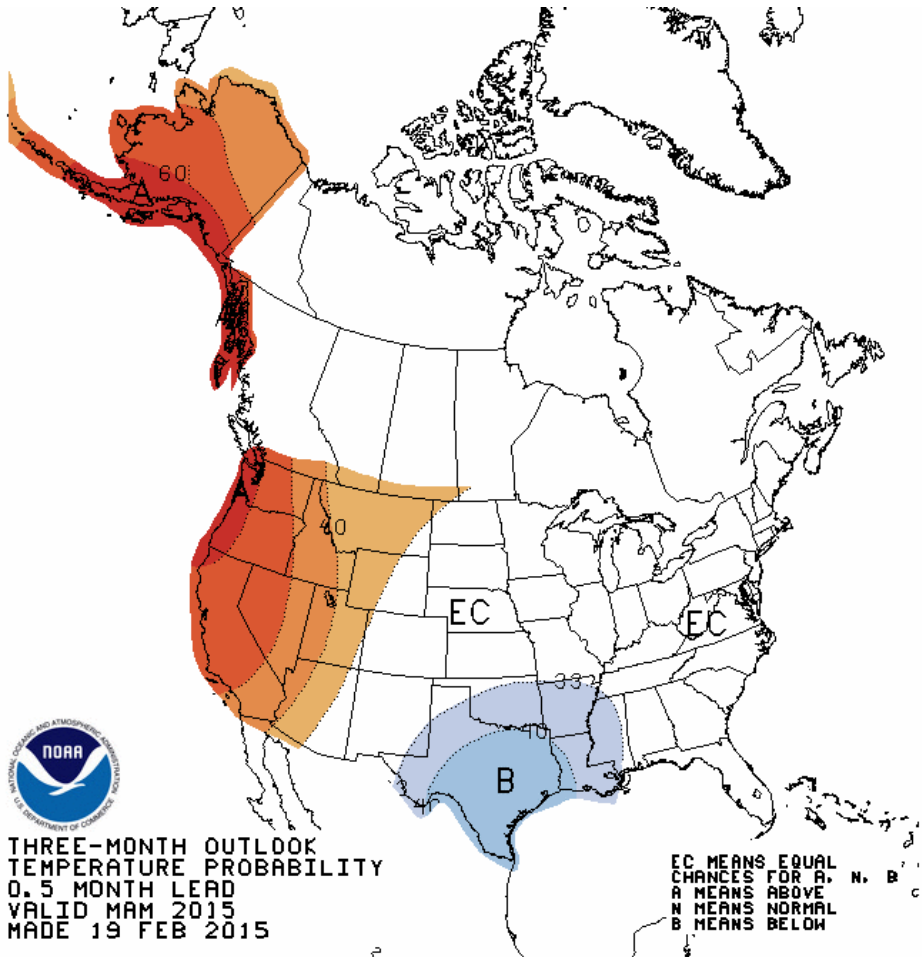 60
A
A
40
EC
EC
33
40
B
NATIONAL OCEANIC AND ATMOSPHERIC ADMINISTRATION
NOAA
U.S. DEPARTMENT OF COMMERCE
THREE-MONTH OUTLOOK
TEMPERATURE PROBABILITY
0.5 MONTH LEAD
VALID MAM 2015
MADE 19 FEB 2015
EC MEANS EQUAL
CHANCES FOR A, N, B
A MEANS ABOVE
N MEANS NORMAL
B MEANS BELOW